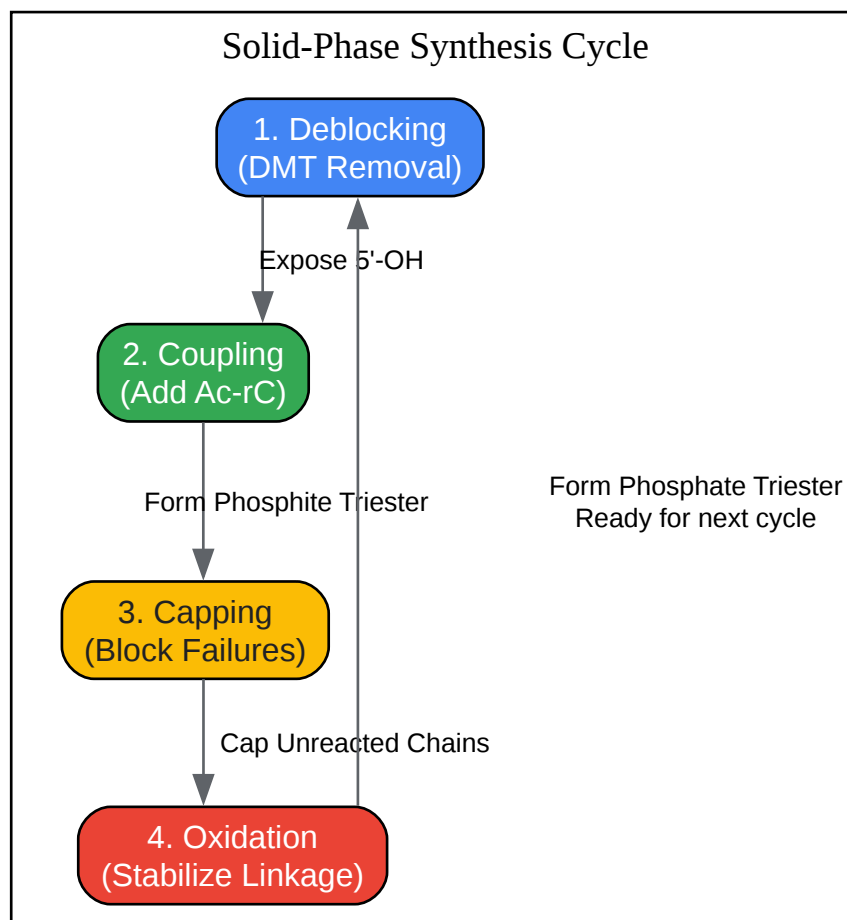 Solid-Phase Synthesis Cycle
1. Deblocking
(DMT Removal)
Expose 5'-OH
2. Coupling
(Add Ac-rC)
Form Phosphite Triester
Form Phosphate Triester
Ready for next cycle
3. Capping
(Block Failures)
Cap Unreacted Chains
4. Oxidation
(Stabilize Linkage)